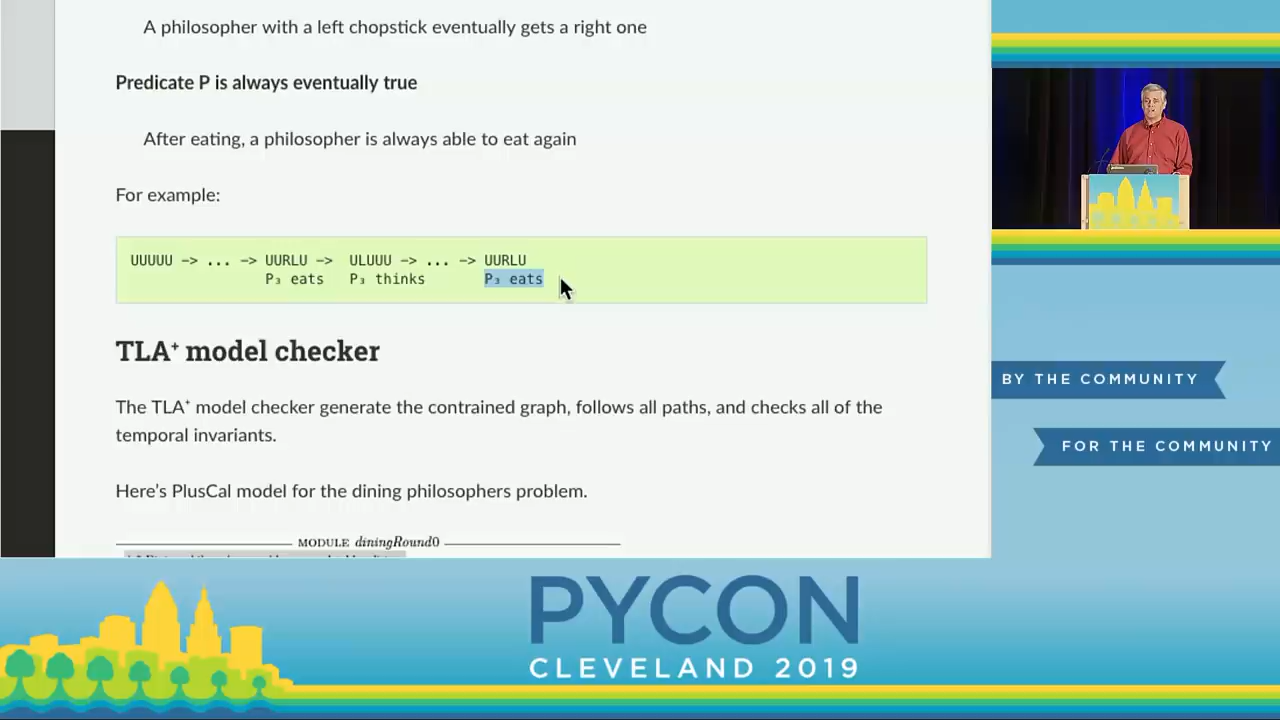 A philosopher with a left chopstick eventually gets a right one
Predicate P is always eventually true
After eating, a philosopher is always able to eat again
For example:
UUUUU -> ... -> UURLU -> ULUUU -> ... -> UURLU
P₃ eats P₃ thinks P₃ eats
TLA⁺ model checker
The TLA⁺ model checker generate the contrained graph, follows all paths, and checks all of the
temporal invariants.
Here's PlusCal model for the dining philosophers problem.
MODULE diningRound0
BY THE COMMUNITY
FOR THE COMMUNITY
PYCON
CLEVELAND 2019